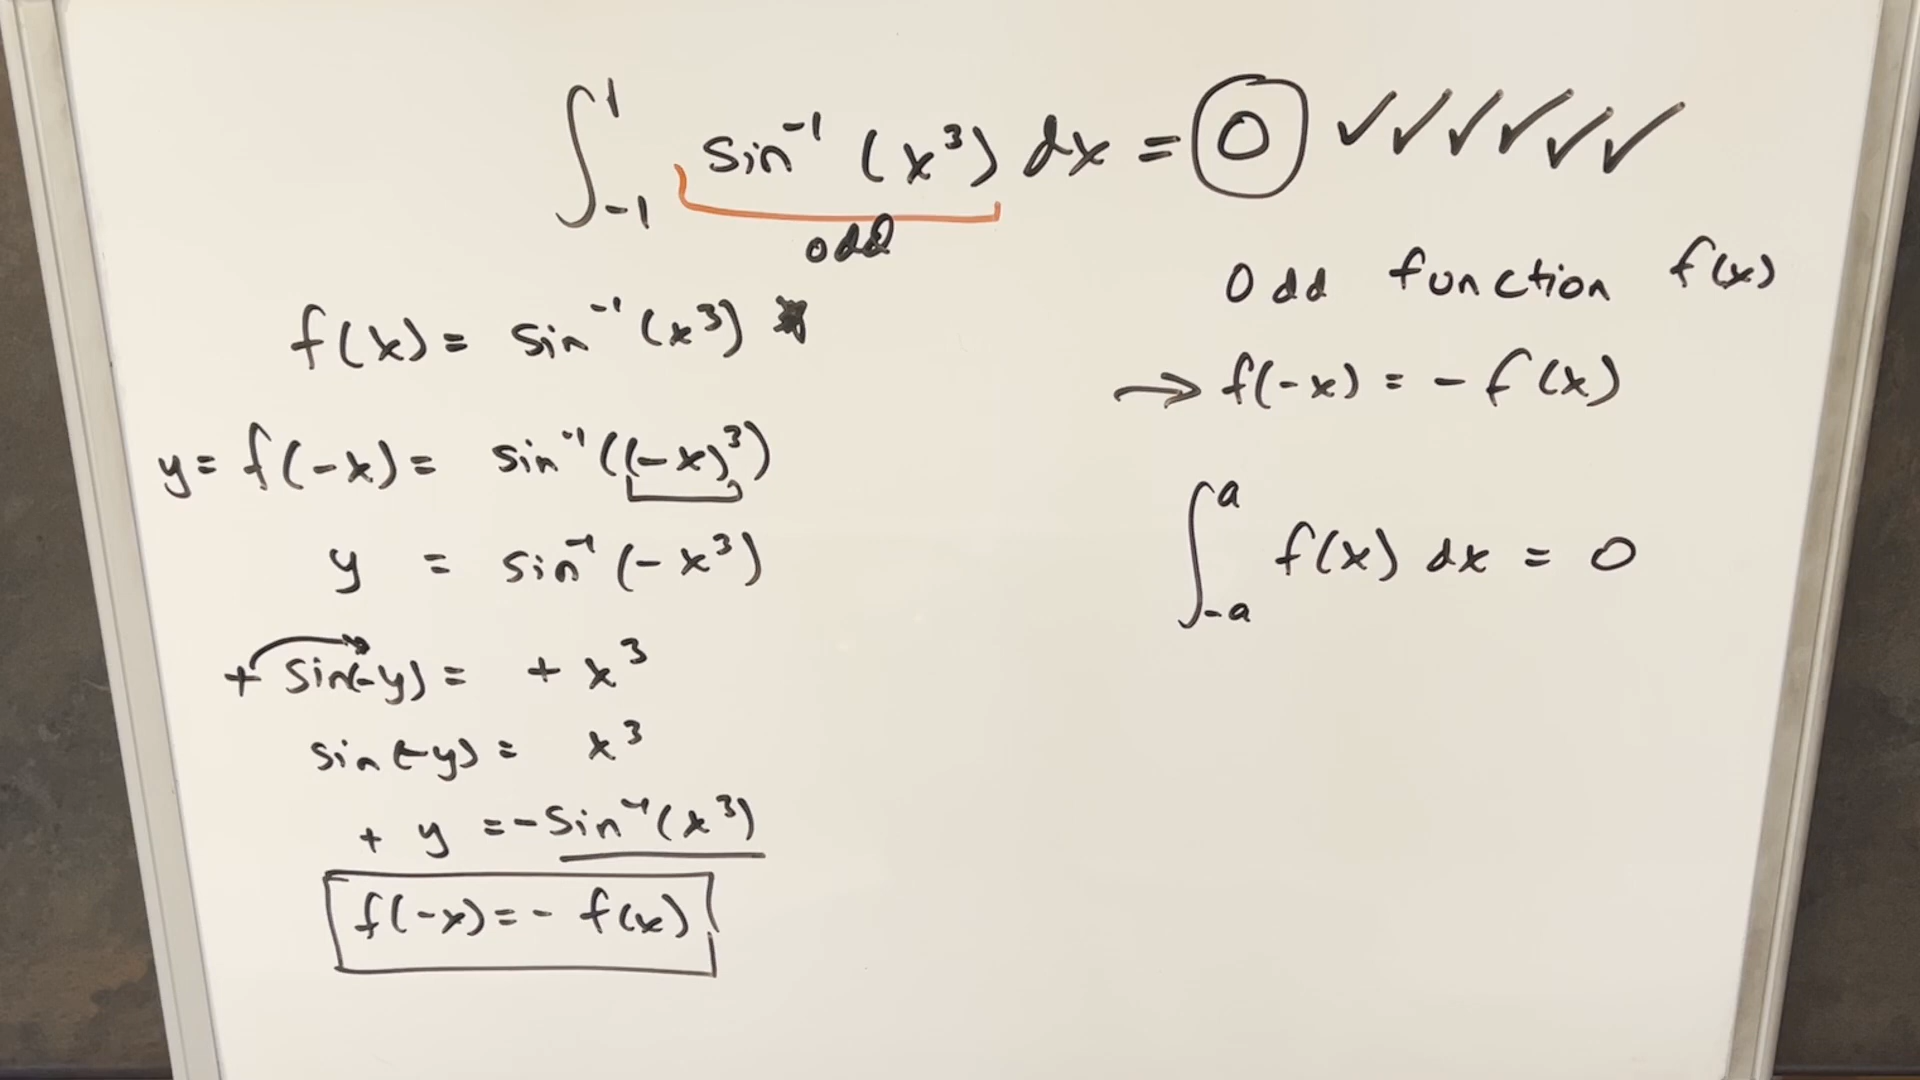 ∫₋₁¹ sin⁻¹ (x³) dx = 0 ✓✓✓✓✓✓
odd
f(x) = sin⁻¹(x³) *
y = f(-x) = sin⁻¹((-x)³)
y = sin⁻¹(-x³)
+ sin(-y) = + x³
sin(-y) = x³
+ y = -sin⁻¹(x³)
f(-x) = - f(x)
Odd function f(x)
→ f(-x) = - f(x)
∫₋ₐᵃ f(x) dx = 0